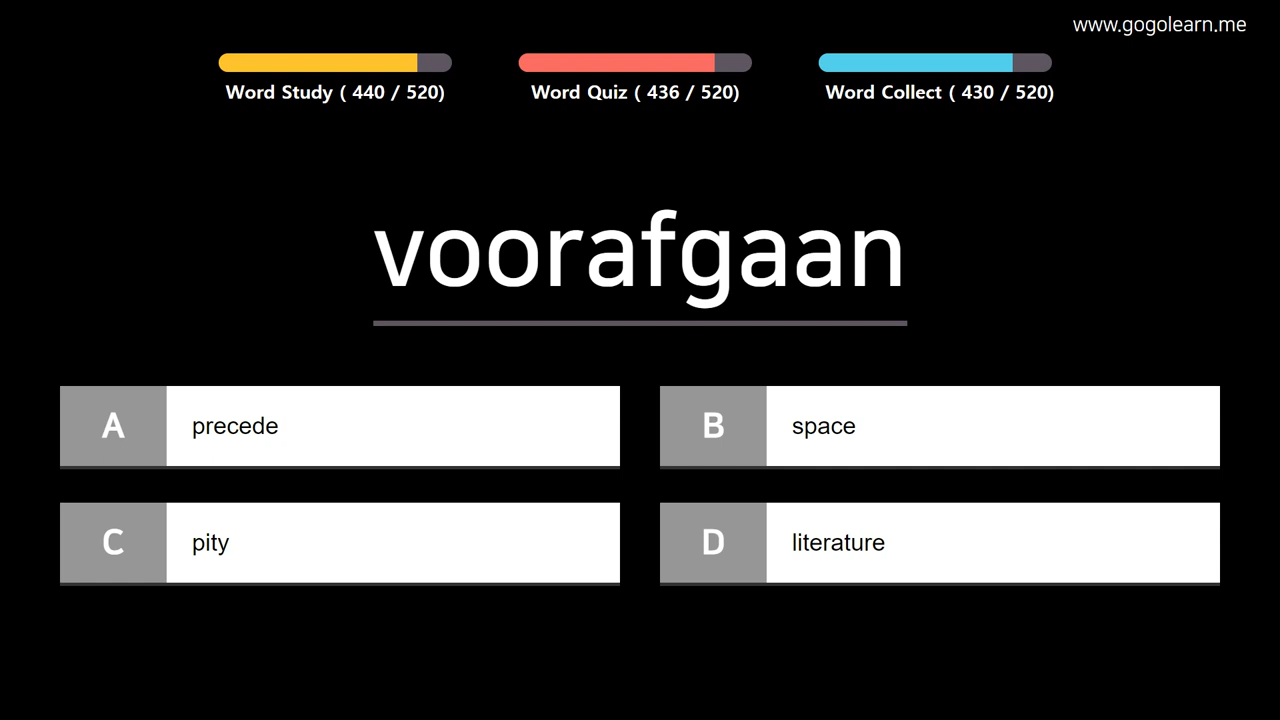 www.gogolearn.me
Word Study ( 440 / 520)
Word Quiz ( 436 / 520)
Word Collect ( 430 / 520)
voorafgaan
A precede
B space
C pity
D literature